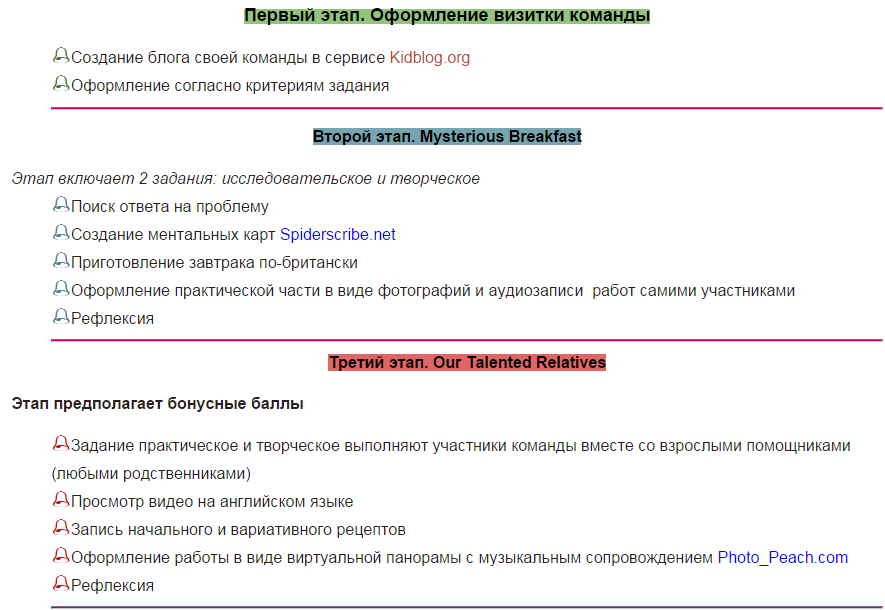 Первый этап. Оформление визитки команды
Создание блога своей команды в сервисе Kidblog.org
Оформление согласно критериям задания
Второй этап. Mysterious Breakfast
Этап включает 2 задания: исследовательское и творческое
Поиск ответа на проблему
Создание ментальных карт Spiderscribe.net
Приготовление завтрака по-британски
Оформление практической части в виде фотографий и аудиозаписи  работ самими участниками
Рефлексия
Третий этап. Our Talented Relatives
Этап предполагает бонусные баллы
Задание практическое и творческое выполняют участники команды вместе со взрослыми помощниками
(любыми родственниками)
Просмотр видео на английском языке
Запись начального и вариативного рецептов
Оформление работы в виде виртуальной панорамы с музыкальным сопровождением Photo_Peach.com
Рефлексия